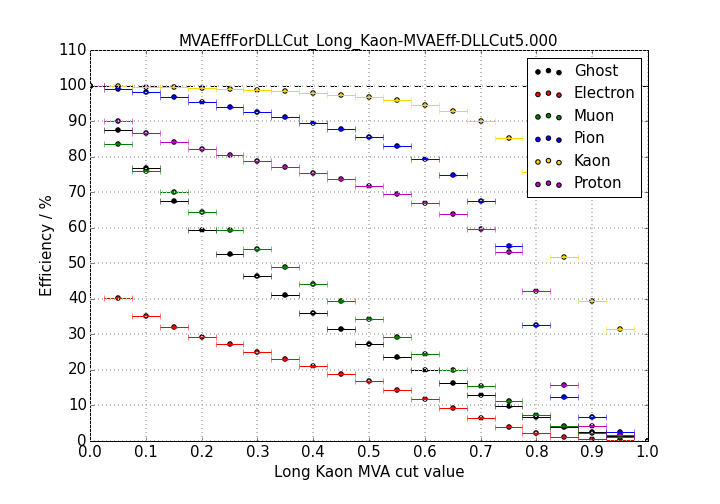 MVAEffForDLLCut_Long_Kaon-MVAEff-DLLCut5.000
110
100
90
80
70
60
50
40
30
20
10
0
Efficiency / %
Ghost
Electron
Muon
Pion
Kaon
Proton
0.0 0.1 0.2 0.3 0.4 0.5 0.6 0.7 0.8 0.9 1.0
Long Kaon MVA cut value